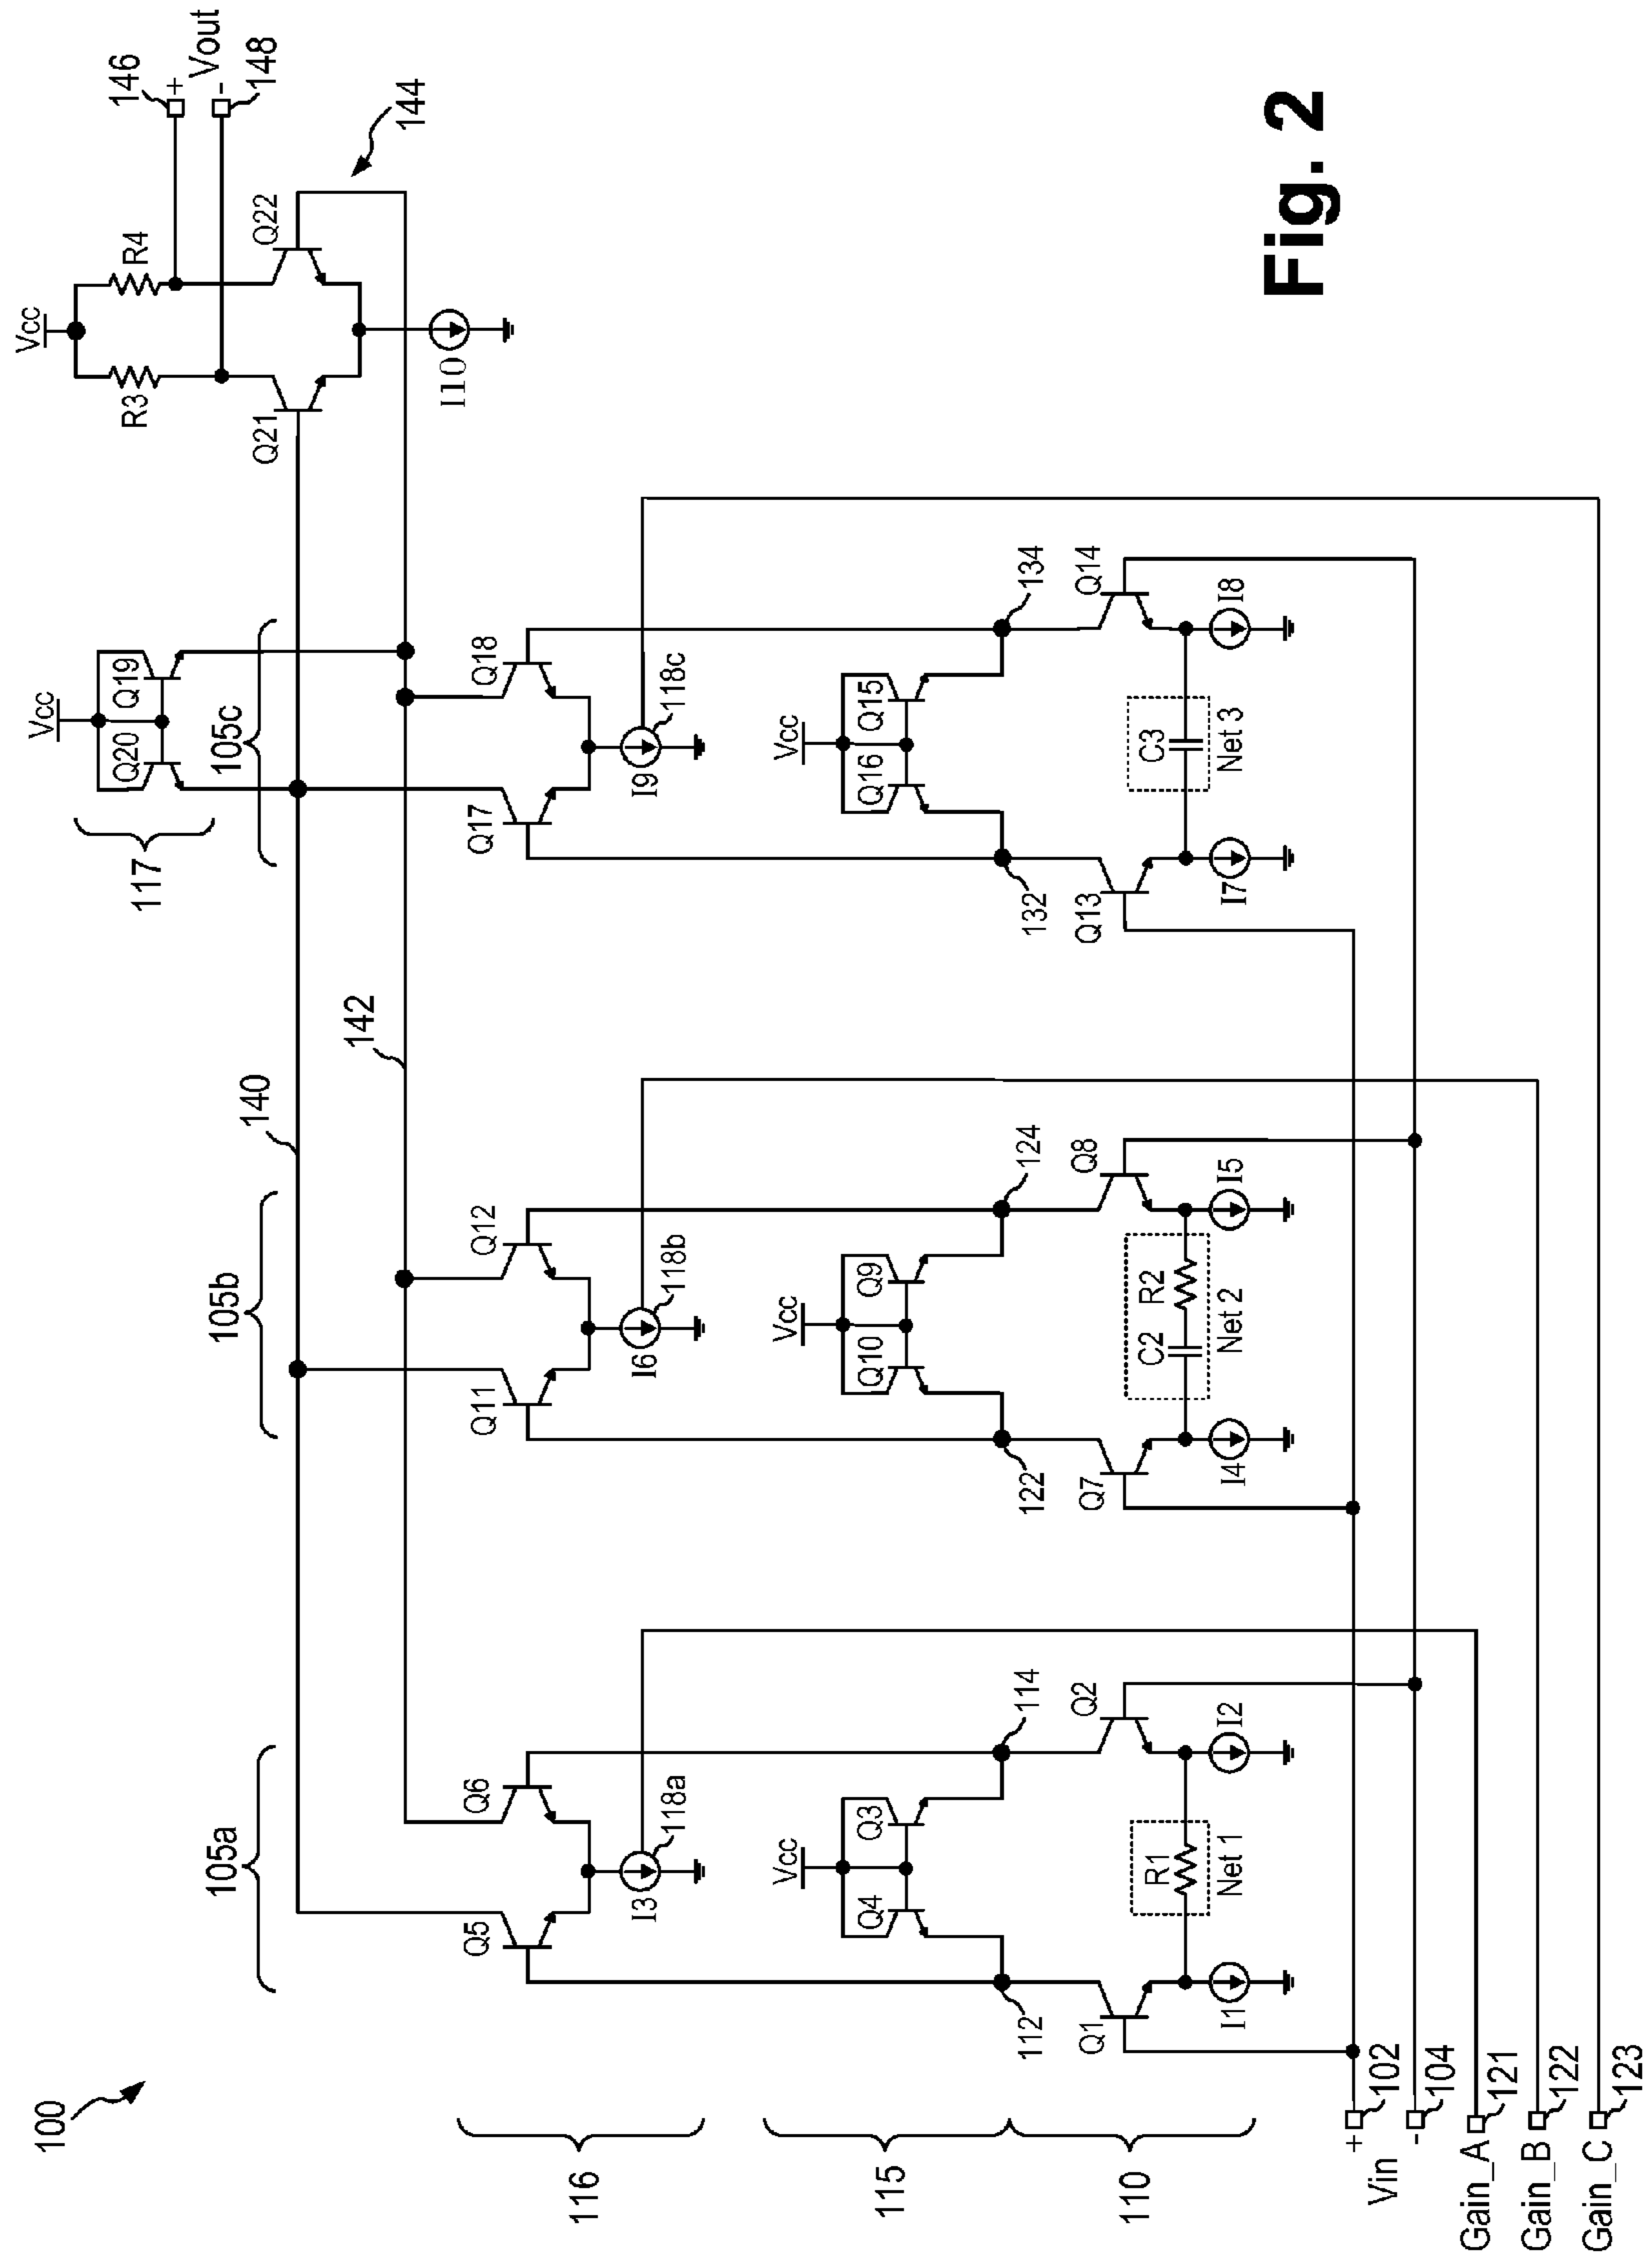 100
105a
105b
105c
117
Vcc
Vcc
Q20
Q19
R3
R4
146
+
Vout
-
148
Q21
Q22
144
I10
140
142
116
Q5
Q6
I3
118a
Q11
Q12
I6
118b
Q17
Q18
I9
118c
115
Vcc
Q4
Q3
112
114
Vcc
Q10
Q9
122
124
Vcc
Q16
Q15
132
134
110
Q1
Q2
R1
Net 1
I1
I2
Q7
Q8
C2
R2
Net 2
I4
I5
Q13
Q14
C3
Net 3
I7
I8
+
102
Vin
-
104
Gain_A
121
Gain_B
122
Gain_C
123
Fig. 2